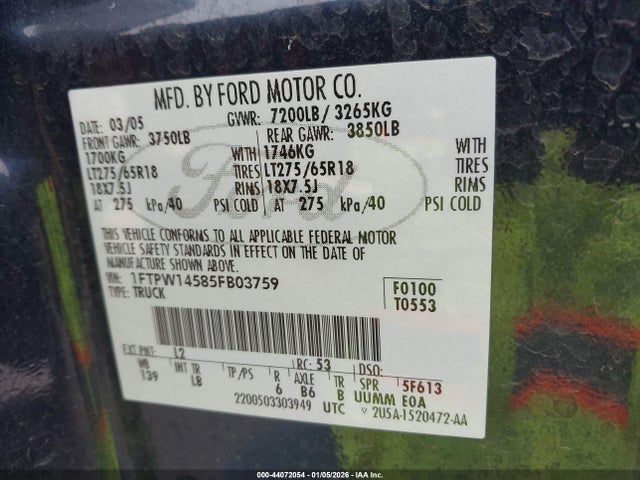 MFD. BY FORD MOTOR CO.
DATE: 03/05 GVWR: 7200LB/ 3265KG
FRONT GAWR: 3750LB REAR GAWR: 3850LB
1700KG WITH 1746KG WITH
LT275/65R18 TIRES LT275/65R18 TIRES
18X7.5J RIMS 18X7.5J RIMS
AT 275 kPa/40 PSI COLD AT 275 kPa/40 PSI COLD
THIS VEHICLE CONFORMS TO ALL APPLICABLE FEDERAL MOTOR
VEHICLE SAFETY STANDARDS IN EFFECT ON THE DATE OF
MANUFACTURE SHOWN ABOVE.
VIN: 1FTPW14585FB03759 F0100
TYPE: TRUCK T0553
Ford
EXT PNT: L2 RC: 53 DSO:
WB INT TR TP/PS R AXLE TR SPR 5F613
139 LB 6 B6 B UUMM E0A
2200503303949 UTC 2U5A-1520472-AA
000-44072054 | 01/05/2026 | IAA Inc.